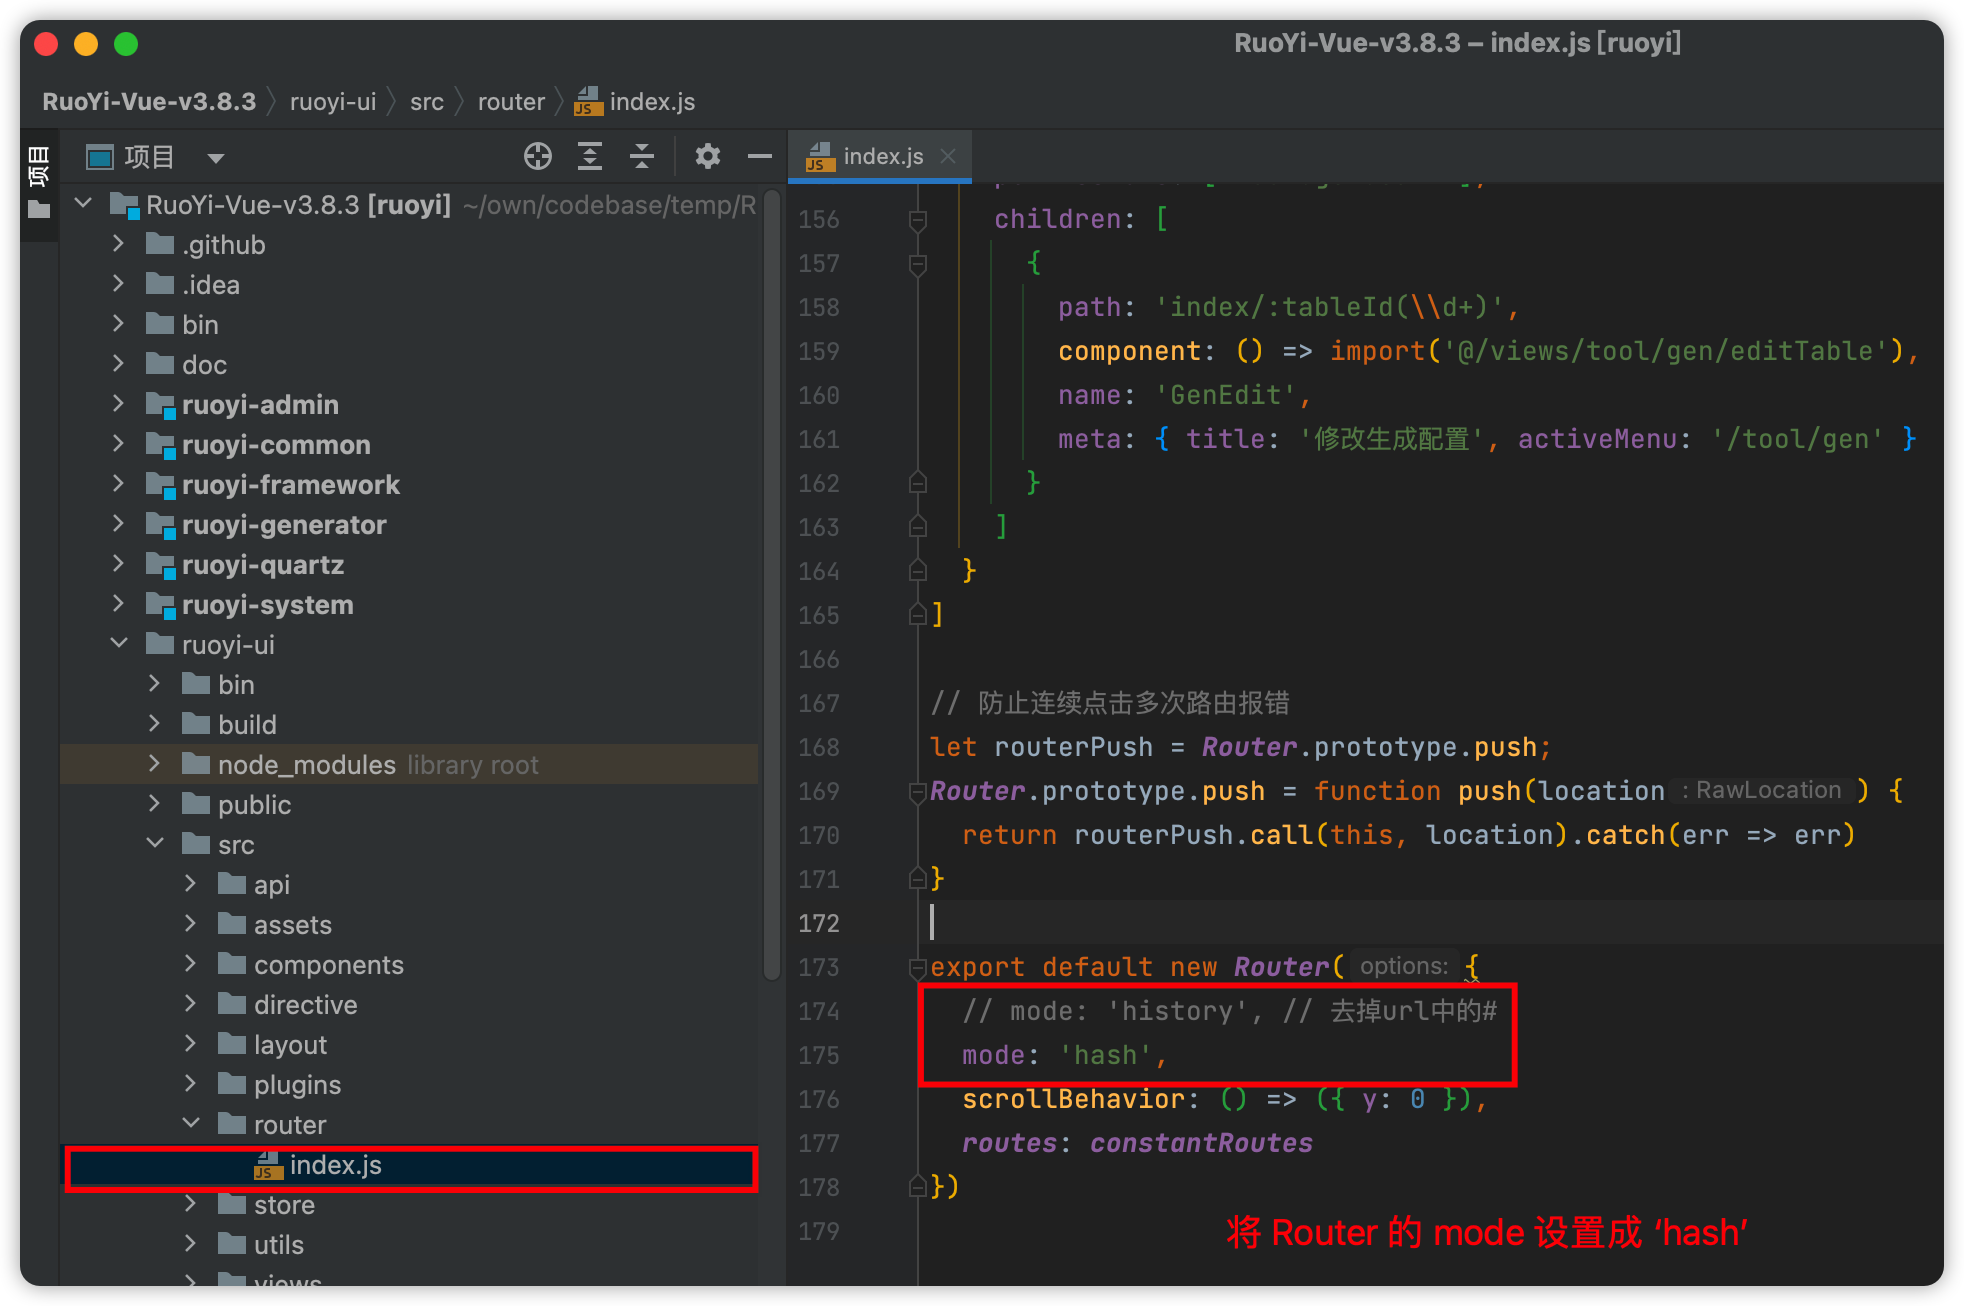 RuoYi-Vue-v3.8.3 – index.js [ruoyi]
RuoYi-Vue-v3.8.3 ruoyi-ui src router index.js
项目
项目
index.js
RuoYi-Vue-v3.8.3 [ruoyi] ~/own/codebase/temp/R
.github
.idea
bin
doc
ruoyi-admin
ruoyi-common
ruoyi-framework
ruoyi-generator
ruoyi-quartz
ruoyi-system
ruoyi-ui
bin
build
node_modules library root
public
src
api
assets
components
directive
layout
plugins
router
index.js
store
utils
views
156 children: [
157 {
158 path: 'index/:tableId(\\d+)',
159 component: () => import('@/views/tool/gen/editTable'),
160 name: 'GenEdit',
161 meta: { title: '修改生成配置', activeMenu: '/tool/gen' }
162 }
163 ]
164 }
165 ]
166
167 // 防止连续点击多次路由报错
168 let routerPush = Router.prototype.push;
169 Router.prototype.push = function push(location : RawLocation ) {
170 return routerPush.call(this, location).catch(err => err)
171 }
172
173 export default new Router( options: {
174 // mode: 'history', // 去掉url中的#
175 mode: 'hash',
176 scrollBehavior: () => ({ y: 0 }),
177 routes: constantRoutes
178 })
179
将 Router 的 mode 设置成 ‘hash’